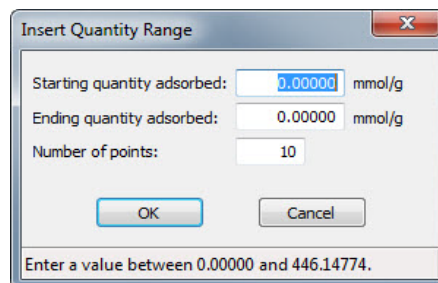 Insert Quantity Range
Starting quantity adsorbed: 0.00000 mmol/g
Ending quantity adsorbed: 0.00000 mmol/g
Number of points: 10
OK Cancel
Enter a value between 0.00000 and 446.14774.